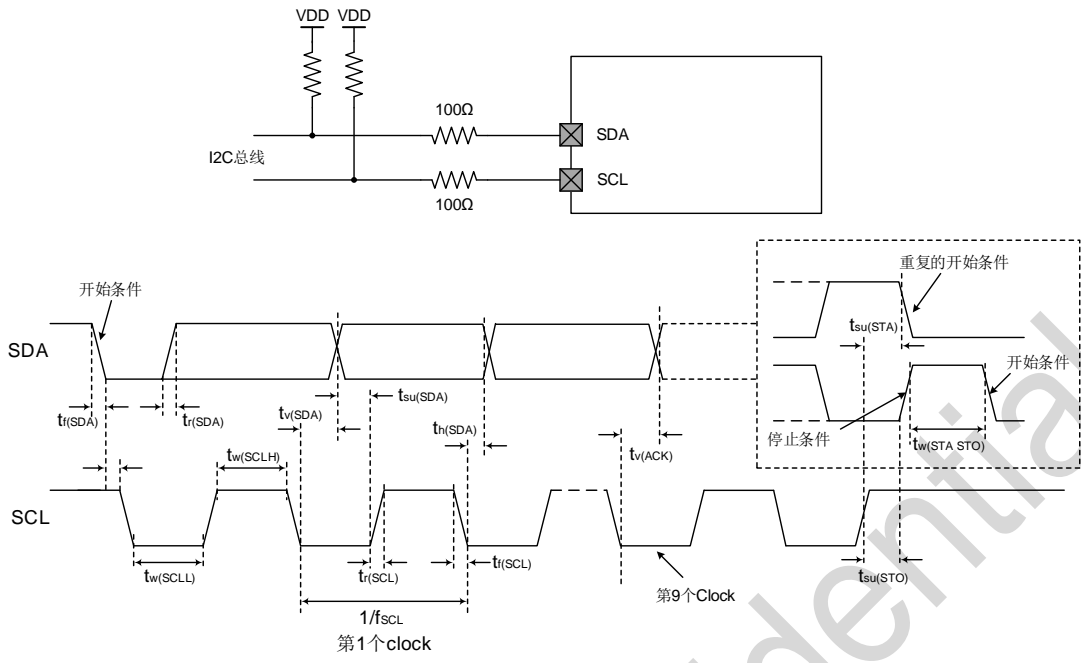 VDD VDD
100Ω
SDA
I2C总线
SCL
100Ω
重复的开始条件
开始条件
tsu(STA)
SDA
开始条件
tsu(SDA)
tf(SDA)
tr(SDA)
tv(SDA)
th(SDA)
停止条件
tw(STA STO)
tv(ACK)
tw(SCLH)
SCL
tw(SCLL)
tr(SCL)
tf(SCL)
tsu(STO)
第9个Clock
1/fSCL
第1个clock